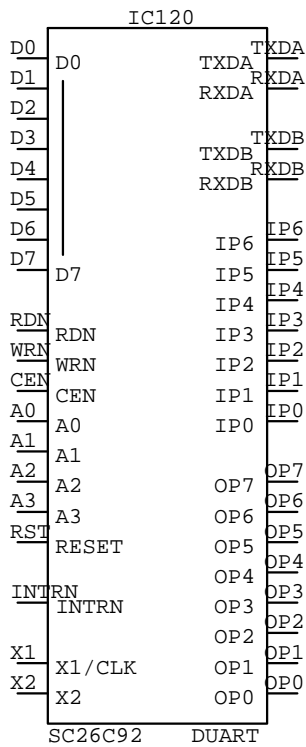 IC120
D0 TXDA
D0 TXDA
D1 RXDA
RXDA
D2
D3 TXDB
TXDB
D4 RXDB
RXDB
D5
D6 IP6
IP6
D7 IP5
D7 IP5
IP4
IP4
RDN IP3
RDN IP3
WRN IP2
WRN IP2
CEN IP1
CEN IP1
A0 IP0
A0 IP0
A1
A1
A2 OP7
A2 OP7
A3 OP6
A3 OP6
RST OP5
RESET OP5
OP4
OP4
INTRN OP3
INTRN OP3
OP2
OP2
X1 OP1
X1/CLK OP1
X2 OP0
X2 OP0
SC26C92 DUART